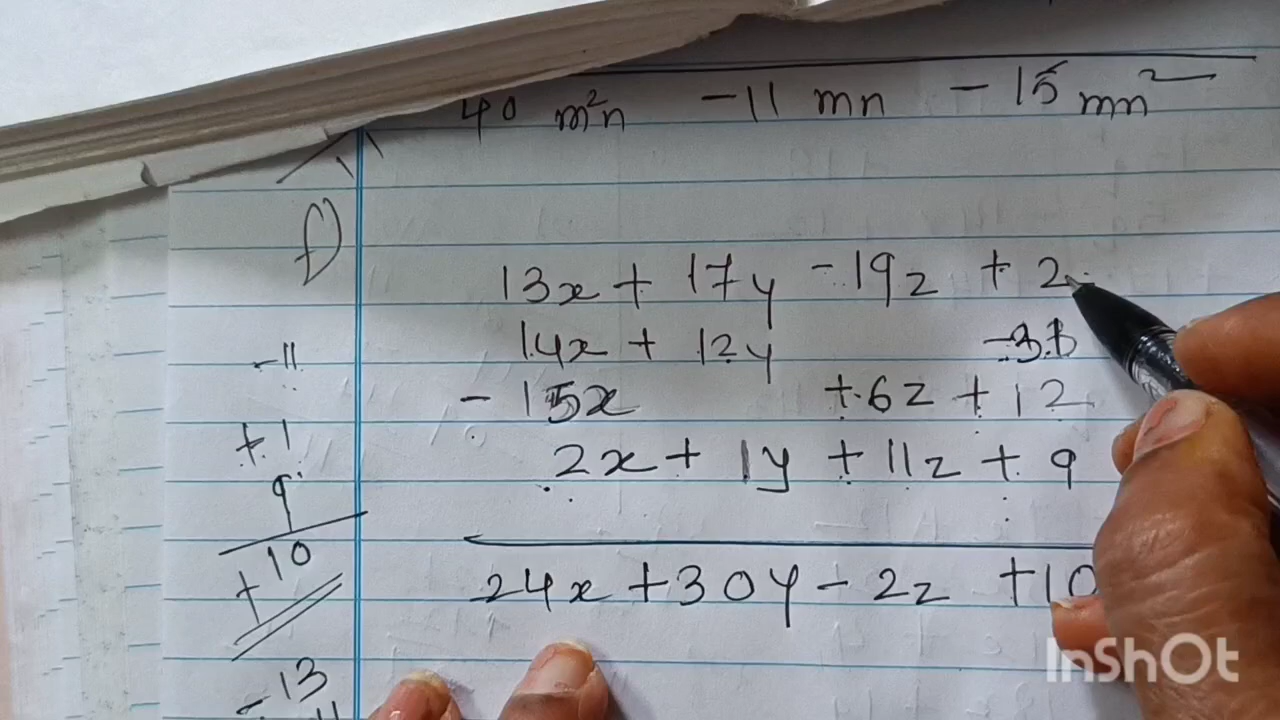 40 m²n -11 mn - 15 mn²
f)
13x + 17y - 19z + 2
14x + 12y
-11
- 15x + 6z + 12
+1
2x + 1y + 11z + 9
9
+10
24x + 30y - 2z + 10
-13
InShOt